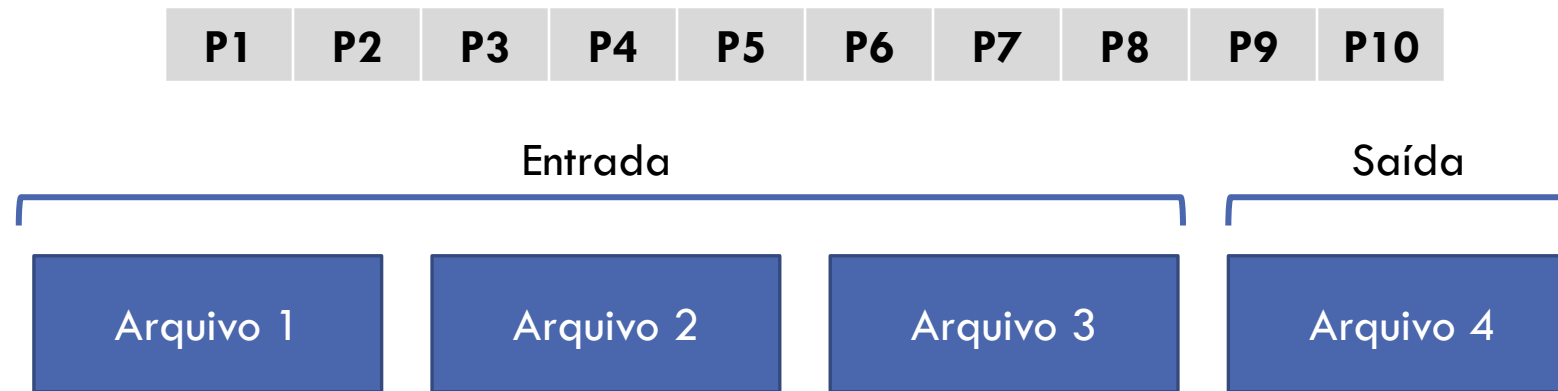 P1 P2 P3 P4 P5 P6 P7 P8 P9 P10
Entrada Saída
Arquivo 1 Arquivo 2 Arquivo 3 Arquivo 4